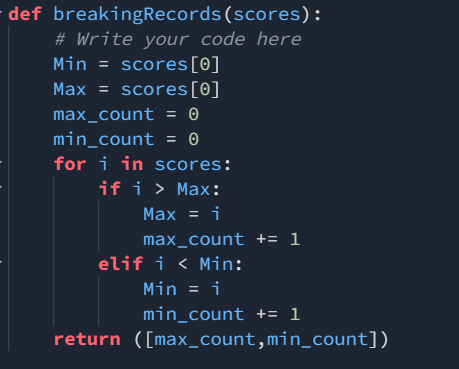 def breakingRecords(scores):
    # Write your code here
    Min = scores[0]
    Max = scores[0]
    max_count = 0
    min_count = 0
    for i in scores:
        if i > Max:
            Max = i
            max_count += 1
        elif i < Min:
            Min = i
            min_count += 1
    return ([max_count,min_count])